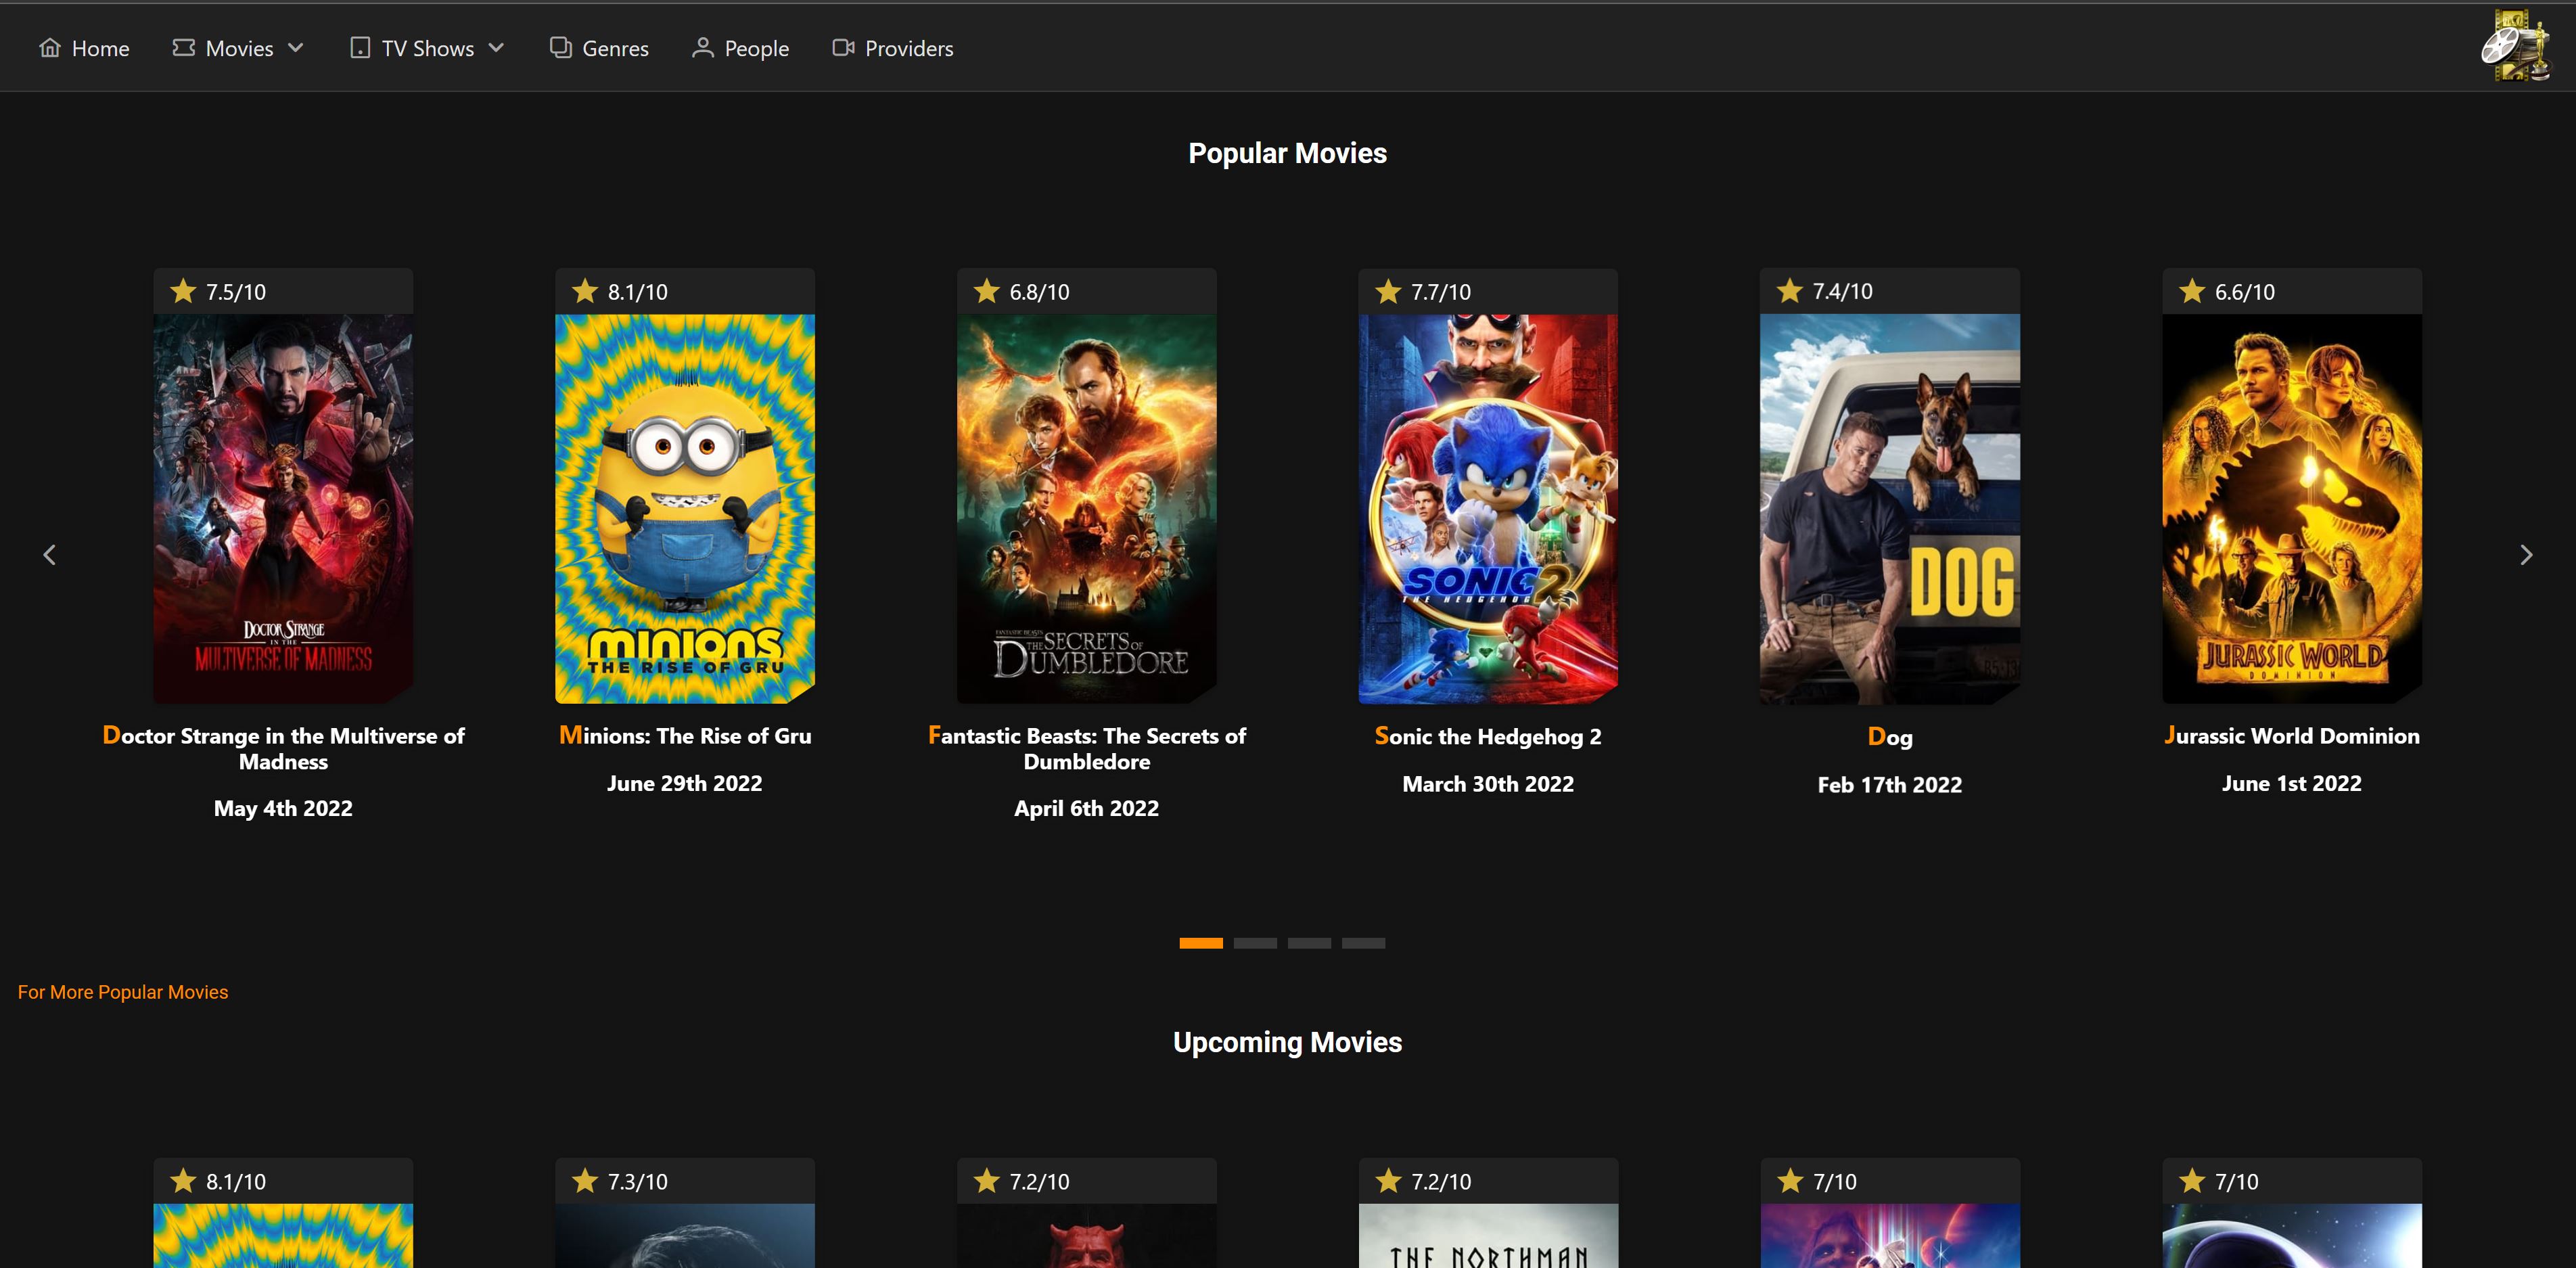 Home Movies TV Shows Genres People Providers
Popular Movies
7.5/10
8.1/10
6.8/10
7.7/10
7.4/10
6.6/10
DOCTOR STRANGE
IN THE
MULTIVERSE OF MADNESS
MINIONS
THE RISE OF GRU
FANTASTIC BEASTS
THE SECRETS OF
DUMBLEDORE
SONIC 2
THE HEDGEHOG
DOG
JURASSIC WORLD
DOMINION
Doctor Strange in the Multiverse of
Madness
May 4th 2022
Minions: The Rise of Gru
June 29th 2022
Fantastic Beasts: The Secrets of
Dumbledore
April 6th 2022
Sonic the Hedgehog 2
March 30th 2022
Dog
Feb 17th 2022
Jurassic World Dominion
June 1st 2022
For More Popular Movies
Upcoming Movies
8.1/10
7.3/10
7.2/10
7.2/10
7/10
7/10
THE NORTHMAN